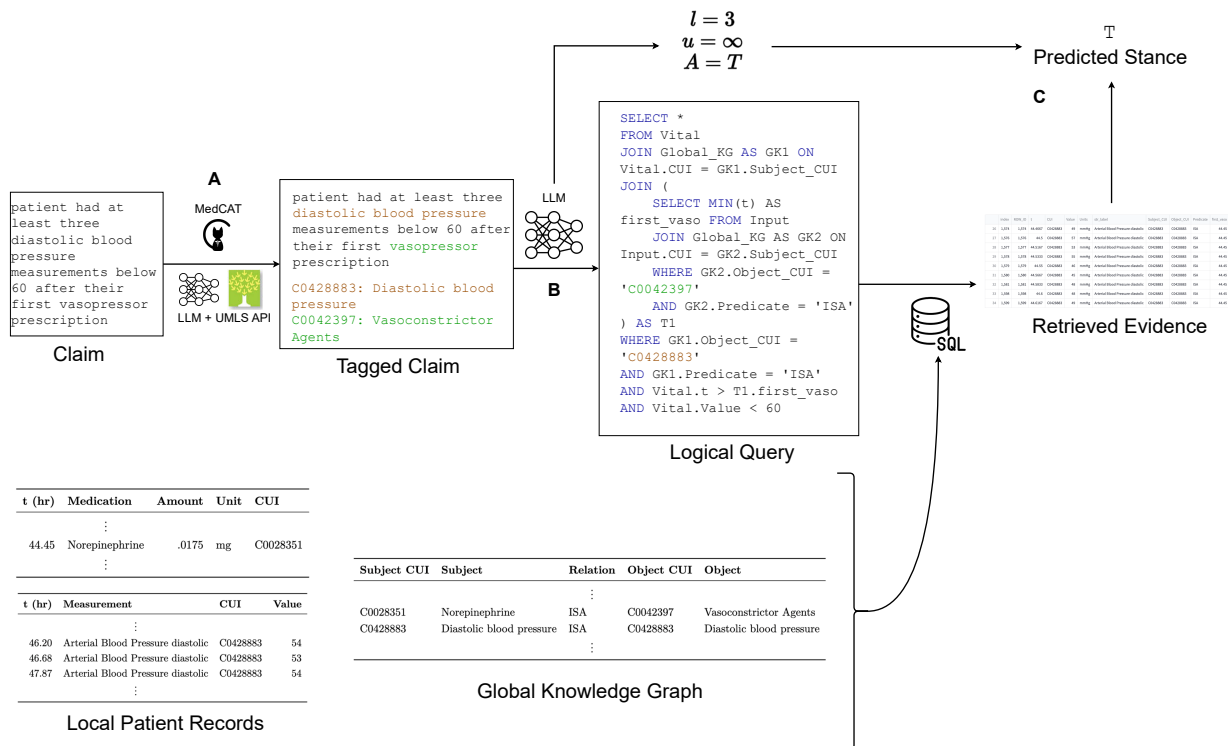 l = 3
u = ∞
A = T
T
Predicted Stance
C
A
MedCAT
LLM + UMLS API
patient had at
least three
diastolic blood
pressure
measurements below
60 after their
first vasopressor
prescription
Claim
patient had at least three
diastolic blood pressure
measurements below 60 after
their first vasopressor
prescription
C0428883: Diastolic blood
pressure
C0042397: Vasoconstrictor
Agents
Tagged Claim
LLM
B
SELECT *
FROM Vital
JOIN Global_KG AS GK1 ON
Vital.CUI = GK1.Subject_CUI
JOIN (
SELECT MIN(t) AS
first_vaso FROM Input
JOIN Global_KG AS GK2 ON
Input.CUI = GK2.Subject_CUI
WHERE GK2.Object_CUI =
'C0042397'
AND GK2.Predicate = 'ISA'
) AS T1
WHERE GK1.Object_CUI =
'C0428883'
AND GK1.Predicate = 'ISA'
AND Vital.t > T1.first_vaso
AND Vital.Value < 60
Logical Query
SQL
Retrieved Evidence
t (hr) Medication Amount Unit CUI
⋮
44.45 Norepinephrine .0175 mg C0028351
⋮
t (hr) Measurement CUI Value
⋮
46.20 Arterial Blood Pressure diastolic C0428883 54
46.68 Arterial Blood Pressure diastolic C0428883 53
47.87 Arterial Blood Pressure diastolic C0428883 54
⋮
Local Patient Records
Subject CUI Subject Relation Object CUI Object
⋮
C0028351 Norepinephrine ISA C0042397 Vasoconstrictor Agents
C0428883 Diastolic blood pressure ISA C0428883 Diastolic blood pressure
⋮
Global Knowledge Graph